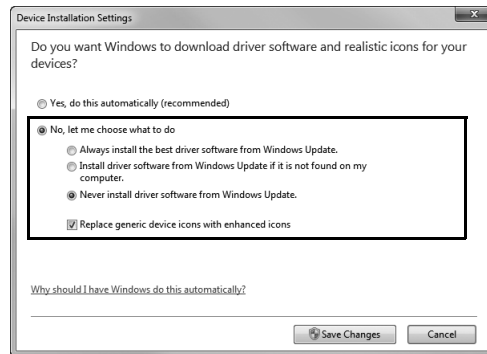 Device Installation Settings
Do you want Windows to download driver software and realistic icons for your
devices?
Yes, do this automatically (recommended)
No, let me choose what to do
Always install the best driver software from Windows Update.
Install driver software from Windows Update if it is not found on my
computer.
Never install driver software from Windows Update.
Replace generic device icons with enhanced icons
Why should I have Windows do this automatically?
Save Changes Cancel